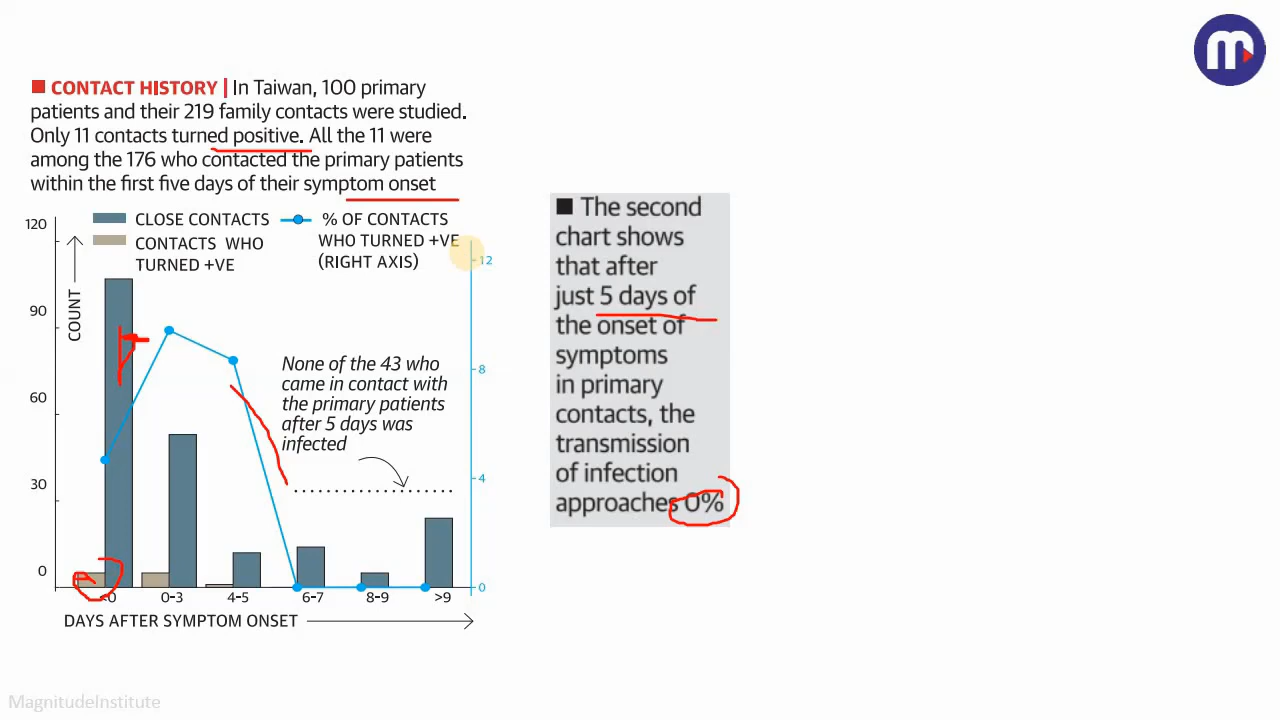 ■ CONTACT HISTORY | In Taiwan, 100 primary
patients and their 219 family contacts were studied.
Only 11 contacts turned positive. All the 11 were
among the 176 who contacted the primary patients
within the first five days of their symptom onset
CLOSE CONTACTS
CONTACTS WHO
TURNED +VE
% OF CONTACTS
WHO TURNED +VE
(RIGHT AXIS)
120
90
60
30
0
COUNT
12
8
4
0
None of the 43 who
came in contact with
the primary patients
after 5 days was
infected
<0
0-3
4-5
6-7
8-9
>9
DAYS AFTER SYMPTOM ONSET
■ The second
chart shows
that after
just 5 days of
the onset of
symptoms
in primary
contacts, the
transmission
of infection
approaches 0%
m
MagnitudeInstitute